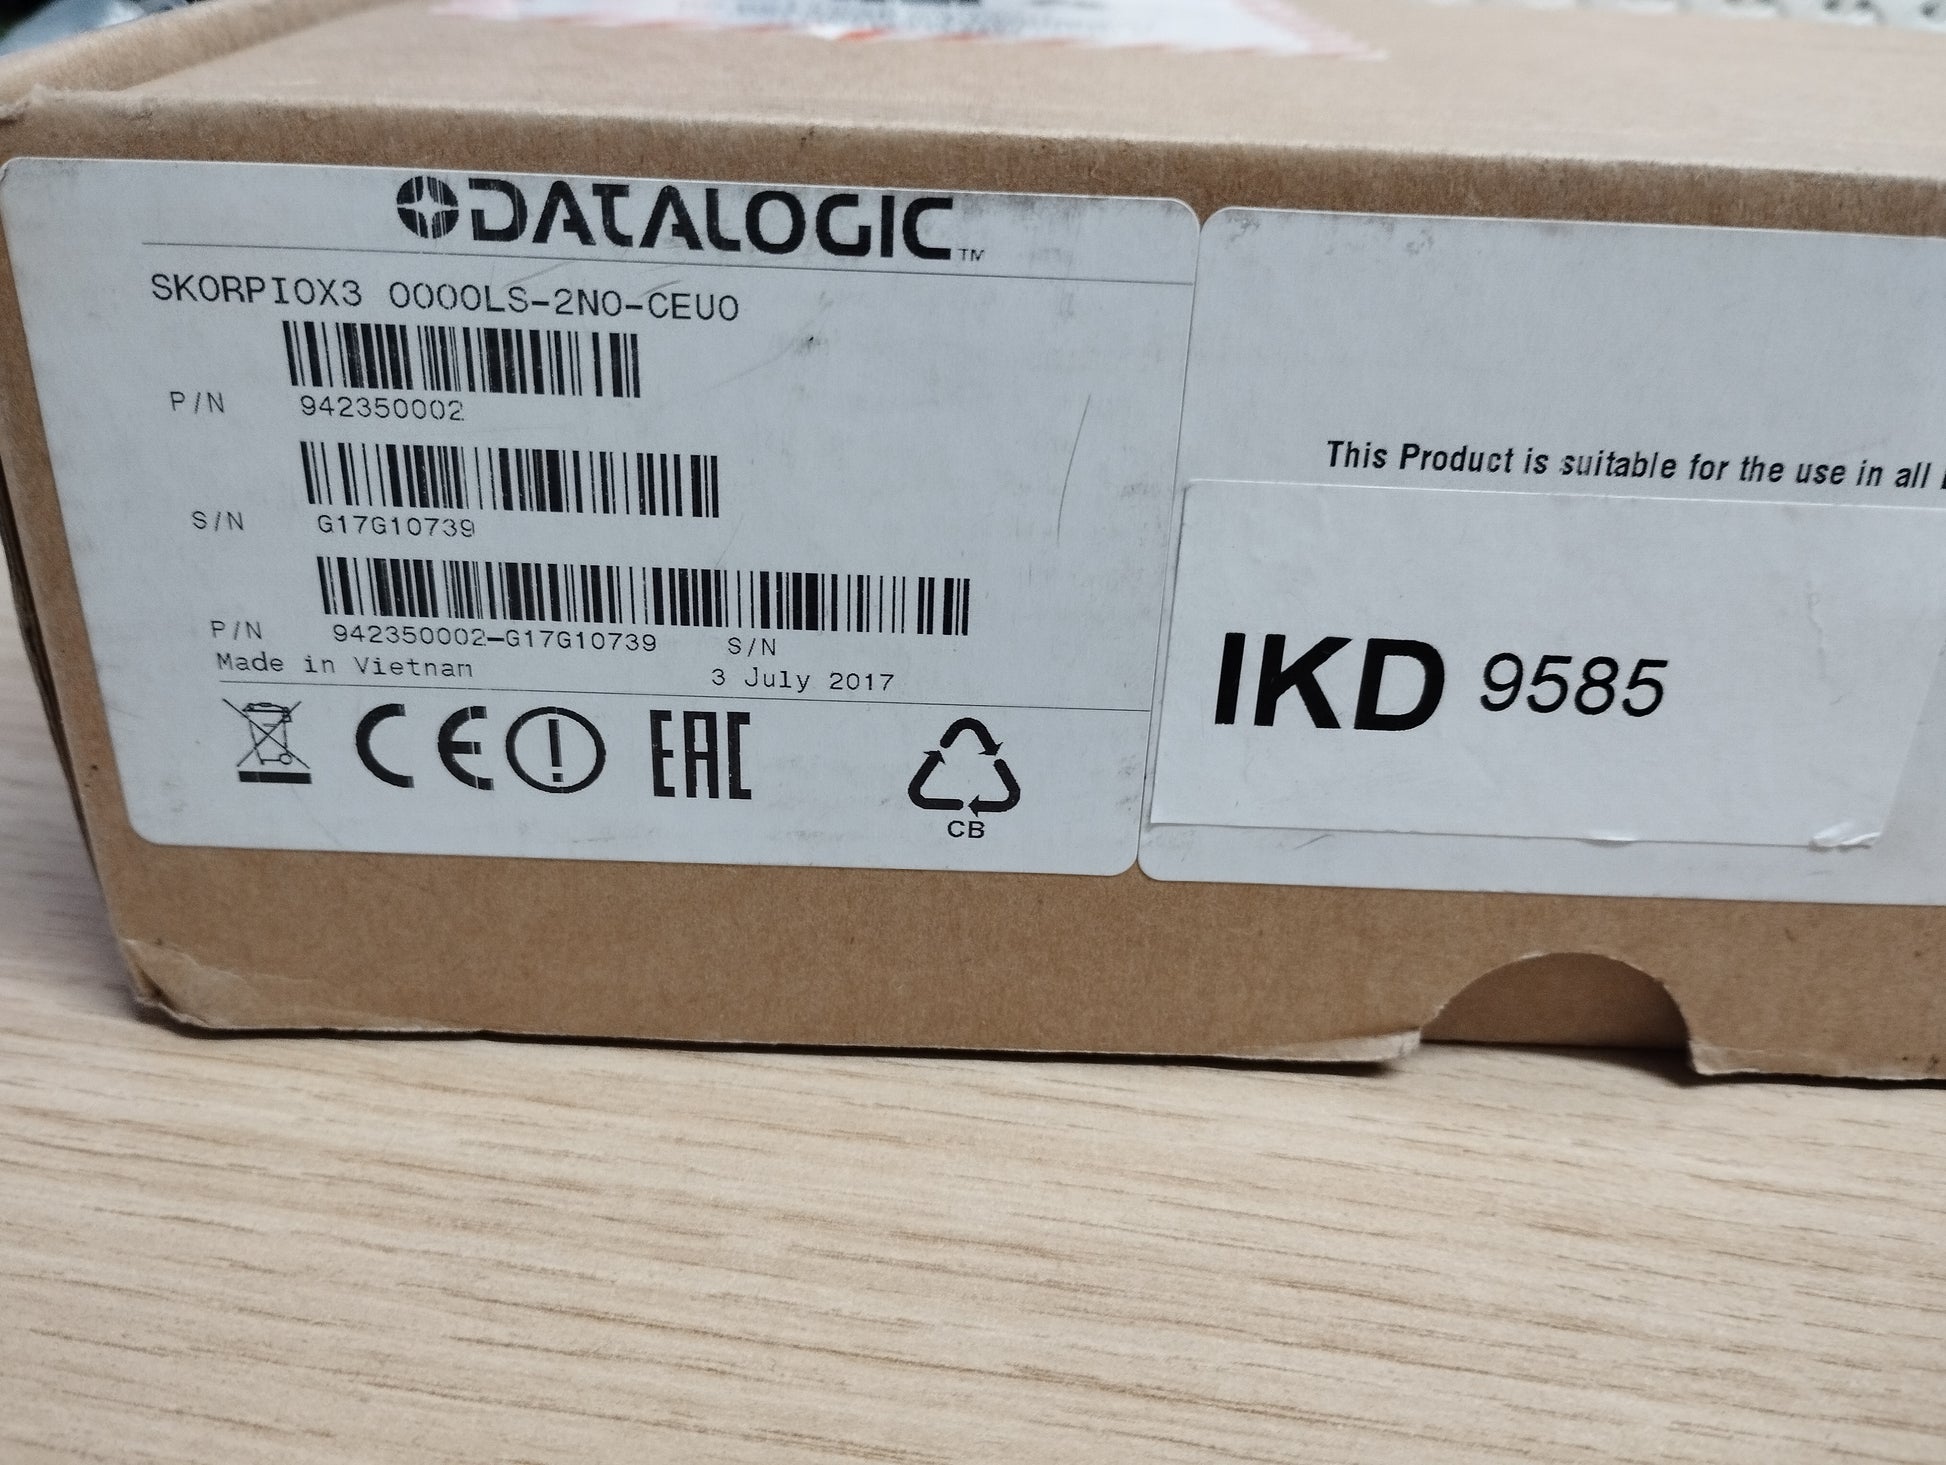 DATALOGIC™
SKORPIOX3 0000LS-2N0-CEU0
P/N 942350002
S/N G17G10739
P/N 942350002-G17G10739 S/N
Made in Vietnam 3 July 2017
CE EAC
CB
This Product is suitable for the use in all
IKD 9585